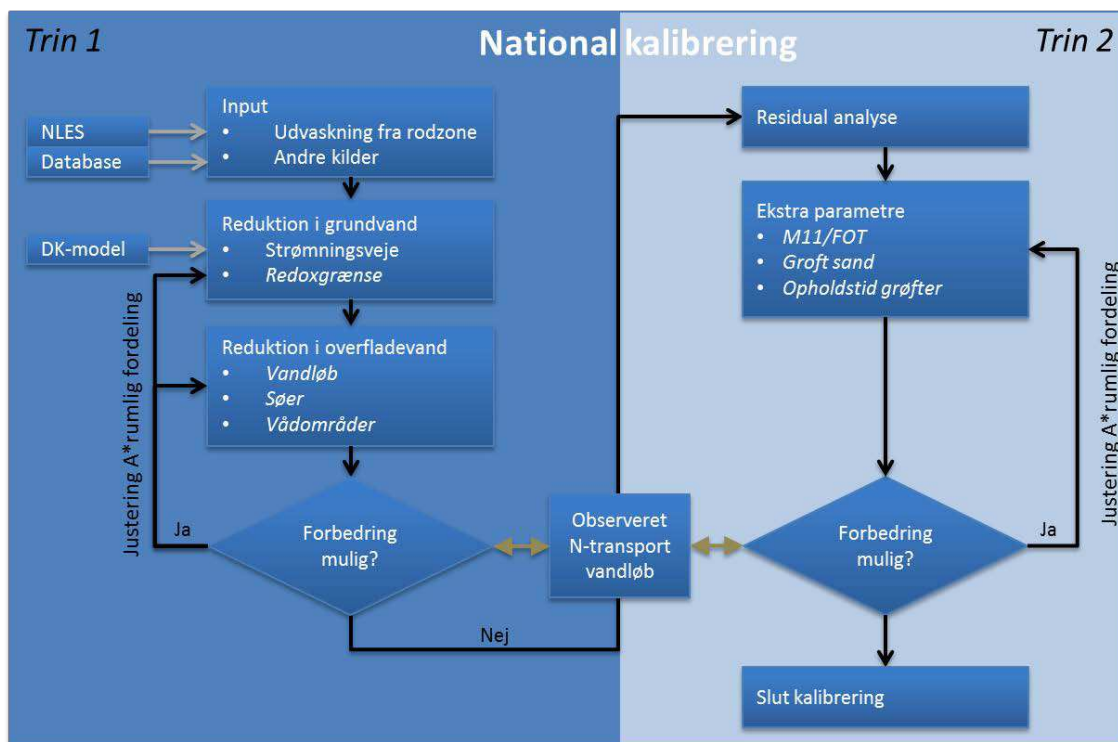 Trin 1
National kalibrering
Trin 2
NLES
Database
Input
• Udvaskning fra rodzone
• Andre kilder
DK-model
Reduktion i grundvand
• Strømningsveje
• Redoxgrænse
Reduktion i overfladevand
• Vandløb
• Søer
• Vådområder
Justering A*rumlig fordeling
Ja
Forbedring
mulig?
Nej
Observeret
N-transport
vandløb
Residual analyse
Ekstra parametre
• M11/FOT
• Groft sand
• Opholdstid grøfter
Forbedring
mulig?
Ja
Justering A*rumlig fordeling
Slut kalibrering